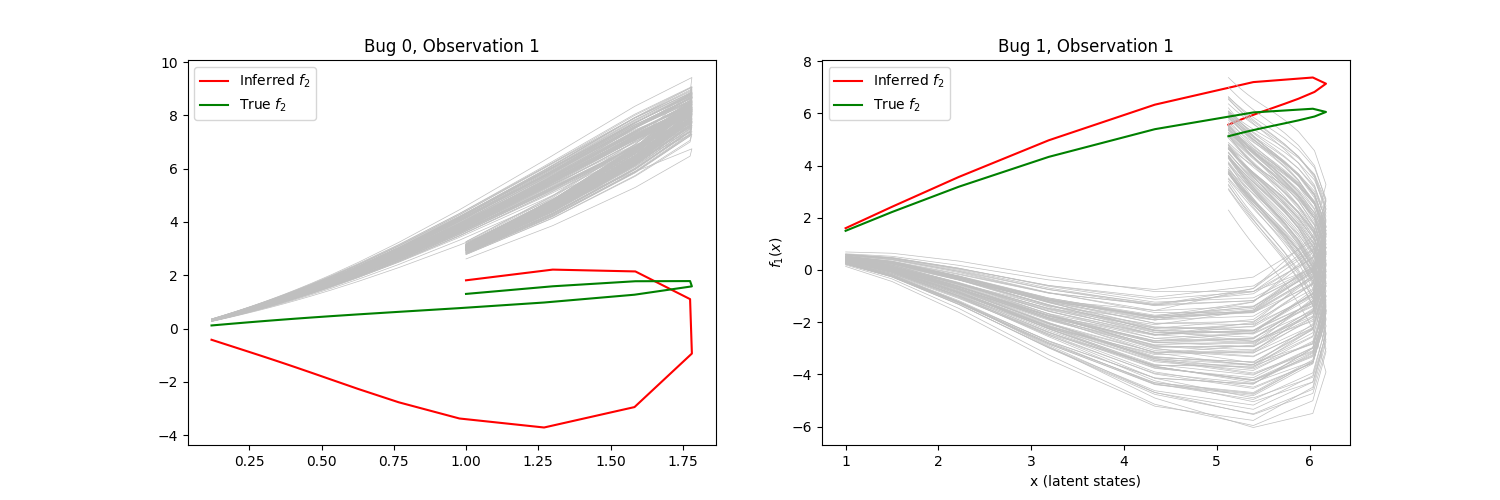 Bug 0, Observation 1
Inferred f₂
True f₂
10
8
6
4
2
0
−2
−4
0.25 0.50 0.75 1.00 1.25 1.50 1.75
Bug 1, Observation 1
Inferred f₂
True f₂
8
6
4
2
0
−2
−4
−6
f₁(x)
1 2 3 4 5 6
x (latent states)